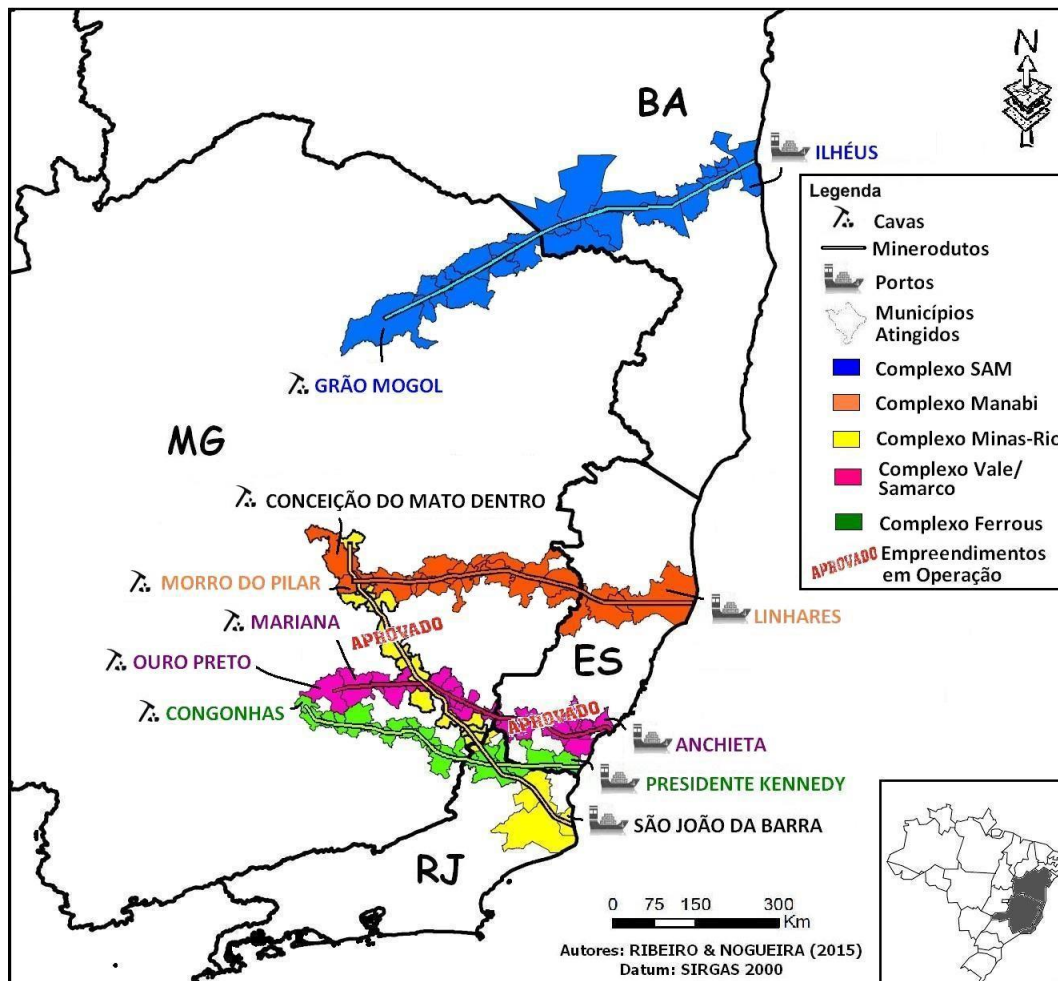 N
BA
ILHÉUS
Legenda
Cavas
Minerodutos
Portos
Municípios
Atingidos
Complexo SAM
Complexo Manabi
Complexo Minas-Rio
Complexo Vale/
Samarco
Complexo Ferrous
APROVADO Empreendimentos
em Operação
GRÃO MOGOL
MG
CONCEIÇÃO DO MATO DENTRO
MORRO DO PILAR
LINHARES
MARIANA
APROVADO
OURO PRETO
ES
CONGONHAS
APROVADO
ANCHIETA
PRESIDENTE KENNEDY
SÃO JOÃO DA BARRA
RJ
0 75 150 300
Km
Autores: RIBEIRO & NOGUEIRA (2015)
Datum: SIRGAS 2000